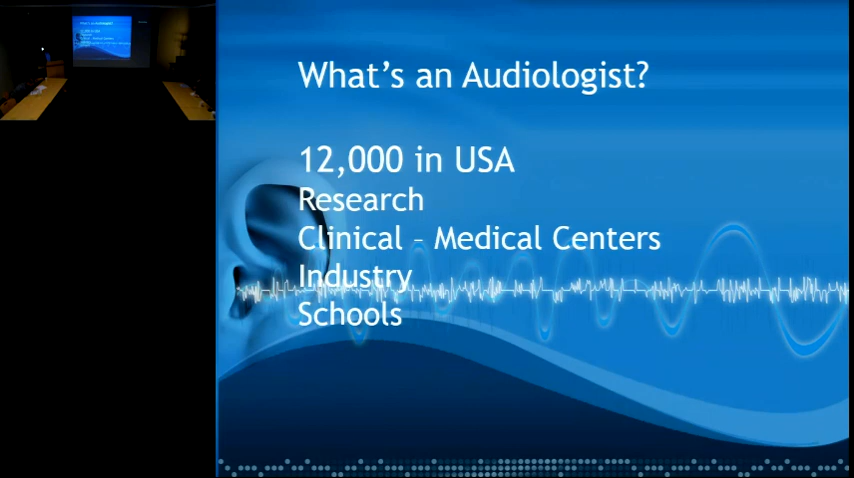 What's an Audiologist?
12,000 in USA
Research
Clinical – Medical Centers
Industry
Schools